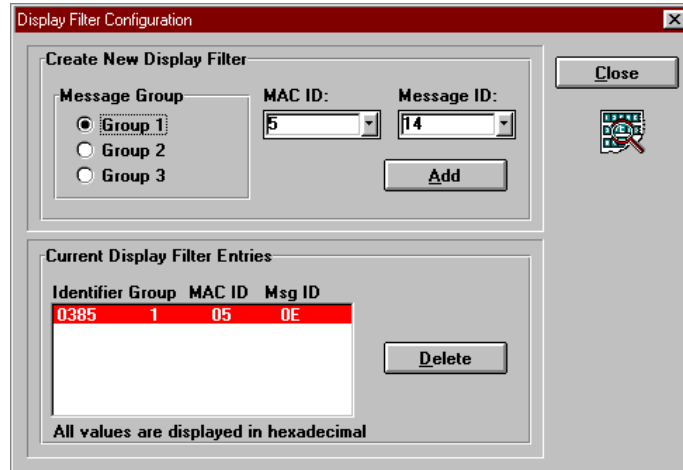 Display Filter Configuration
Create New Display Filter
Close
Message Group
MAC ID:
Message ID:
Group 1
5
14
Group 2
Group 3
Add
Current Display Filter Entries
Identifier Group MAC ID Msg ID
0385 1 05 0E
Delete
All values are displayed in hexadecimal